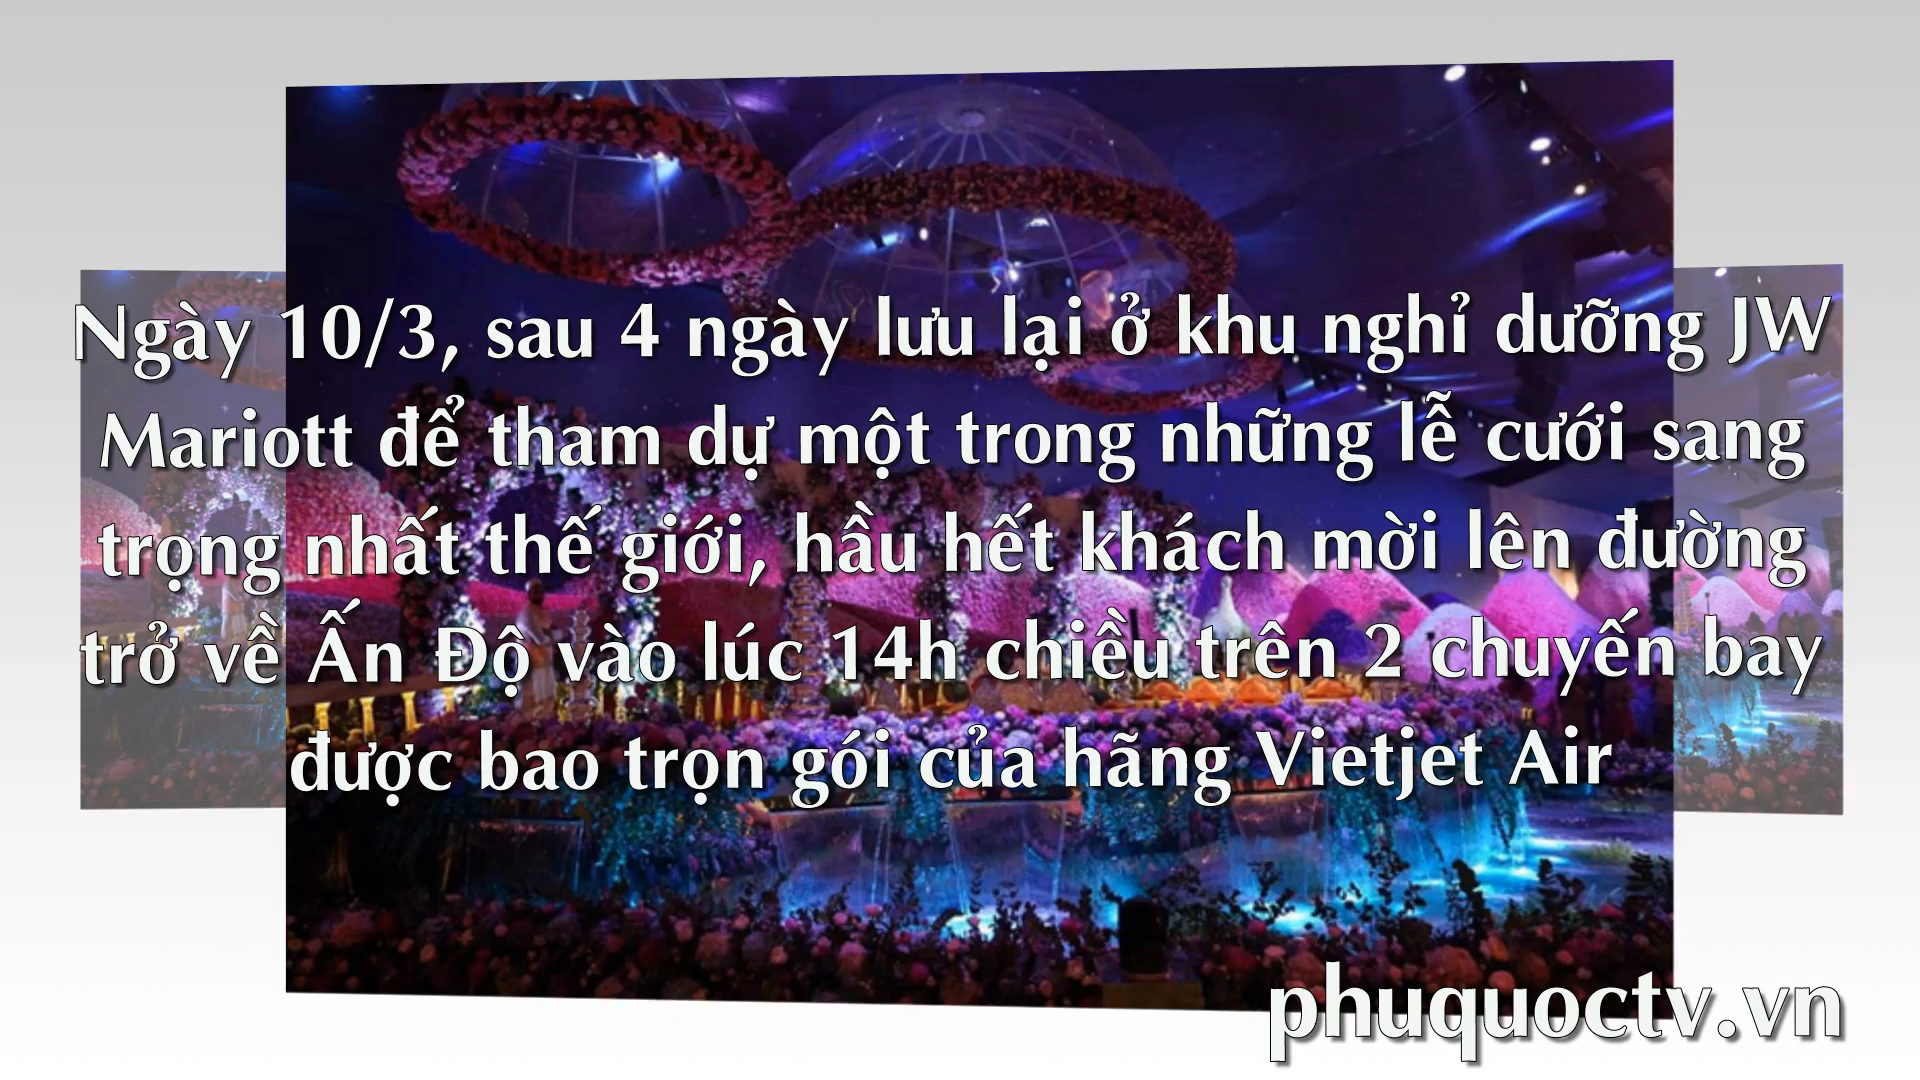 Ngày 10/3, sau 4 ngày lưu lại ở khu nghỉ dưỡng JW
Mariott để tham dự một trong những lễ cưới sang
trọng nhất thế giới, hầu hết khách mời lên đường
trở về Ấn Độ vào lúc 14h chiều trên 2 chuyến bay
được bao trọn gói của hãng Vietjet Air
phuquoctv.vn